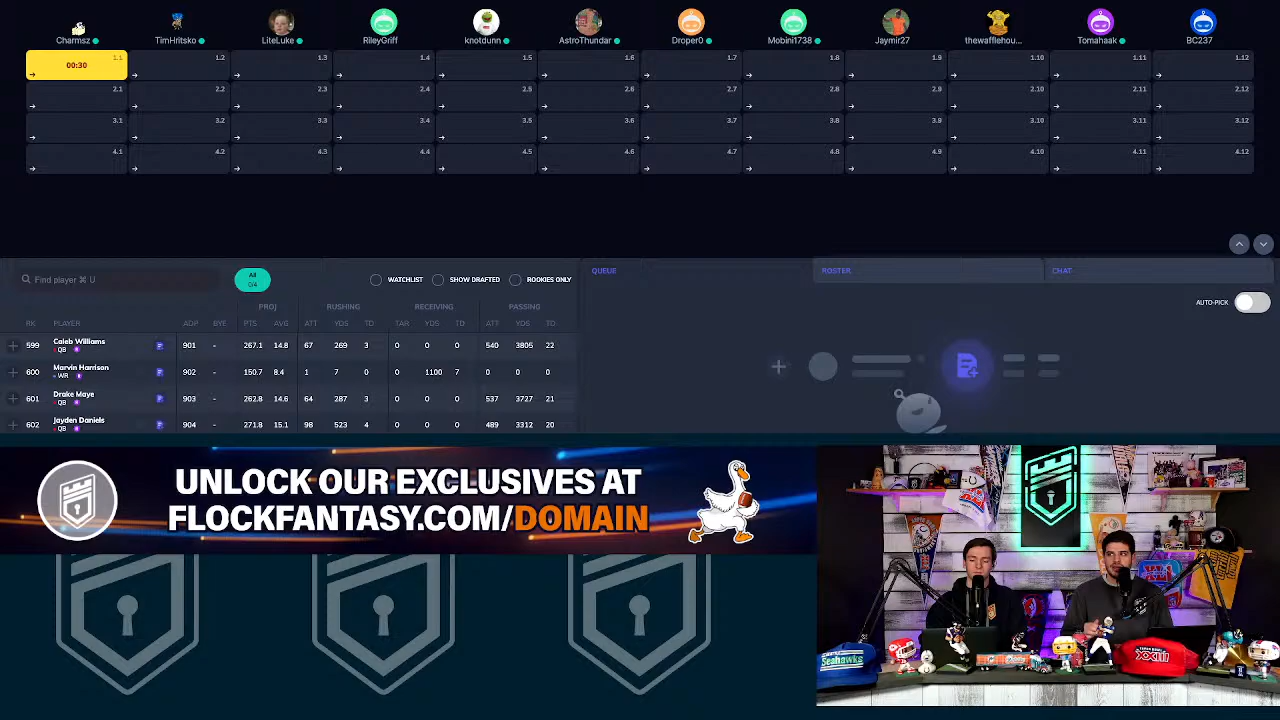 Charmsz
TimHritsko
LiteLuke
RileyGriff
knotdunn
AstroThundar
Droper0
Mobini1738
Jaymir27
thewafflehou...
Tomahaak
BC237
1.1 00:30
1.2
1.3
1.4
1.5
1.6
1.7
1.8
1.9
1.10
1.11
1.12
2.1
2.2
2.3
2.4
2.5
2.6
2.7
2.8
2.9
2.10
2.11
2.12
3.1
3.2
3.3
3.4
3.5
3.6
3.7
3.8
3.9
3.10
3.11
3.12
4.1
4.2
4.3
4.4
4.5
4.6
4.7
4.8
4.9
4.10
4.11
4.12
Find player ⌘ U
All
0/4
WATCHLIST
SHOW DRAFTED
ROOKIES ONLY
PROJ RUSHING RECEIVING PASSING
RK PLAYER ADP BYE PTS AVG ATT YDS TD TAR YDS TD ATT YDS TD
599 Caleb Williams 901 - 267.1 14.8 67 269 3 0 0 0 540 3805 22
QB
600 Marvin Harrison 902 - 150.7 8.4 1 7 0 0 1100 7 0 0 0
WR
601 Drake Maye 903 - 262.8 14.6 64 287 3 0 0 0 537 3727 21
QB
602 Jayden Daniels 904 - 271.8 15.1 98 523 4 0 0 0 489 3312 20
QB
QUEUE
ROSTER
CHAT
AUTO-PICK
UNLOCK OUR EXCLUSIVES AT
FLOCKFANTASY.COM/DOMAIN
Seahawks
XXIII